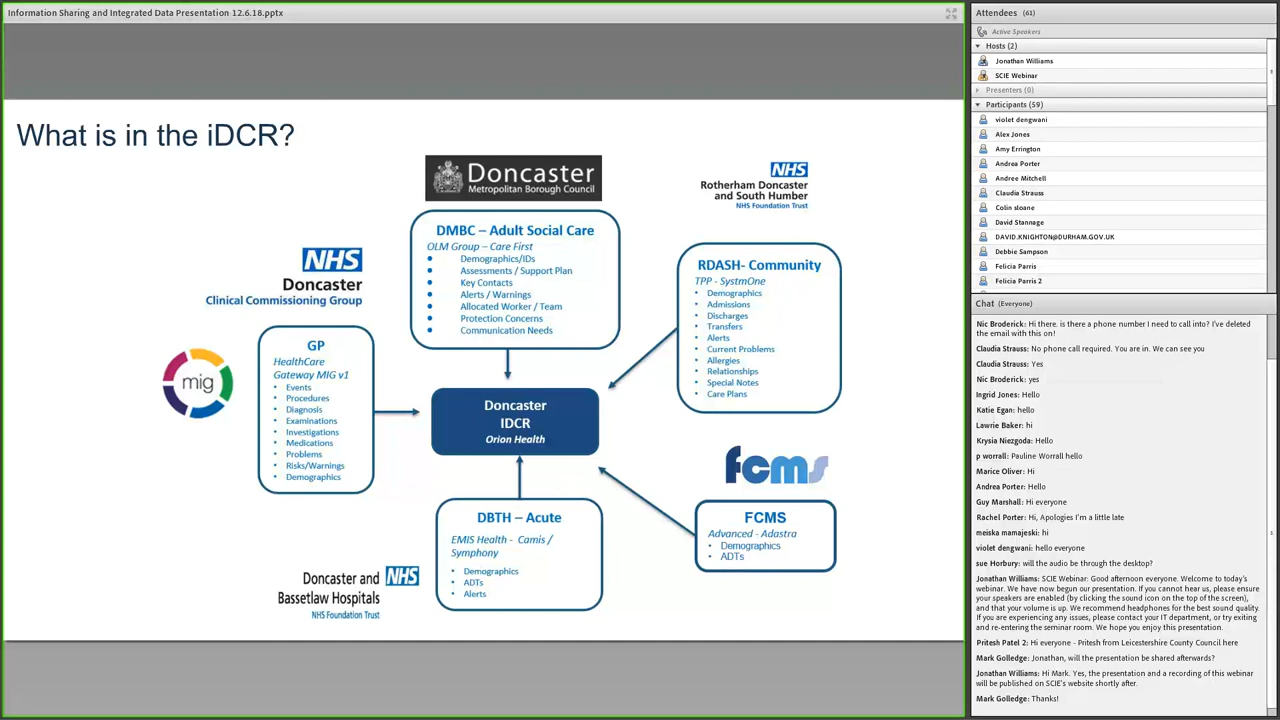 Information Sharing and Integrated Data Presentation 12.6.18.pptx
What is in the iDCR?
Doncaster
Metropolitan Borough Council
NHS
Rotherham Doncaster
and South Humber
NHS Foundation Trust
DMBC – Adult Social Care
OLM Group – Care First
• Demographics/IDs
• Assessments / Support Plan
• Key Contacts
• Alerts / Warnings
• Allocated Worker / Team
• Protection Concerns
• Communication Needs
RDASH- Community
TPP - SystmOne
• Demographics
• Admissions
• Discharges
• Transfers
• Alerts
• Current Problems
• Allergies
• Relationships
• Special Notes
• Care Plans
NHS
Doncaster
Clinical Commissioning Group
mig
GP
HealthCare
Gateway MIG v1
• Events
• Procedures
• Diagnosis
• Examinations
• Investigations
• Medications
• Problems
• Risks/Warnings
• Demographics
Doncaster
IDCR
Orion Health
fcms
FCMS
Advanced - Adastra
• Demographics
• ADTs
DBTH – Acute
EMIS Health - Camis /
Symphony
• Demographics
• ADTs
• Alerts
Doncaster and NHS
Bassetlaw Hospitals
NHS Foundation Trust
Attendees (61)
Active Speakers
Hosts (2)
Jonathan Williams
SCIE Webinar
Presenters (0)
Participants (59)
violet dengwani
Alex Jones
Amy Errington
Andrea Porter
Andree Mitchell
Claudia Strauss
Colin sloane
David Stannage
DAVID.KNIGHTON@DURHAM.GOV.UK
Debbie Sampson
Felicia Parris
Felicia Parris 2
Chat (Everyone)
Nic Broderick: Hi there. is there a phone number I need to call into? I've deleted
the email with this on!
Claudia Strauss: No phone call required. You are in. We can see you
Claudia Strauss: Yes
Nic Broderick: yes
Ingrid Jones: Hello
Katie Egan: hello
Lawrie Baker: hi
Krysia Niezgoda: Hello
p worrall: Pauline Worrall hello
Marice Oliver: Hi
Andrea Porter: Hello
Guy Marshall: Hi everyone
Rachel Porter: Hi, Apologies I'm a little late
meiska mamajeski: hi
violet dengwani: hello everyone
sue Horbury: will the audio be through the desktop?
Jonathan Williams: SCIE Webinar: Good afternoon everyone. Welcome to today's
webinar. We have now begun our presentation. If you cannot hear us, please ensure
your speakers are enabled (by clicking the sound icon on the top of the screen),
and that your volume is up. We recommend headphones for the best sound quality.
If you are experiencing any issues, please contact your IT department, or try exiting
and re-entering the seminar room. We hope you enjoy this presentation.
Pritesh Patel 2: Hi everyone - Pritesh from Leicestershire County Council here
Mark Golledge: Jonathan, will the presentation be shared afterwards?
Jonathan Williams: Hi Mark. Yes, the presentation and a recording of this webinar
will be published on SCIE's website shortly after.
Mark Golledge: Thanks!